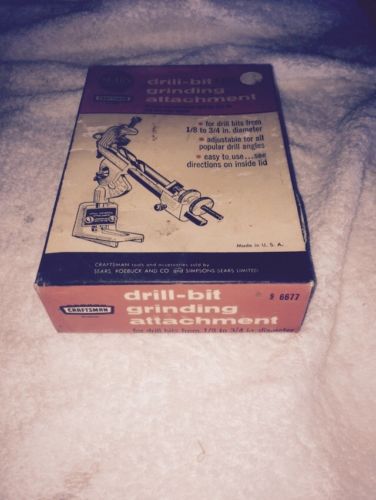 drill-bit
grinding
attachment
CRAFTSMAN
• for drill bits from
1/8 to 3/4 in. diameter
• adjustable for all
popular drill angles
• easy to use...see
directions on inside lid
Made in U. S. A.
CRAFTSMAN tools and accessories sold by
SEARS, ROEBUCK AND CO. and SIMPSONS-SEARS LIMITED
drill-bit
9 6677
grinding
CRAFTSMAN
attachment
for drill bits from 1/8 to 3/4 in. diameter